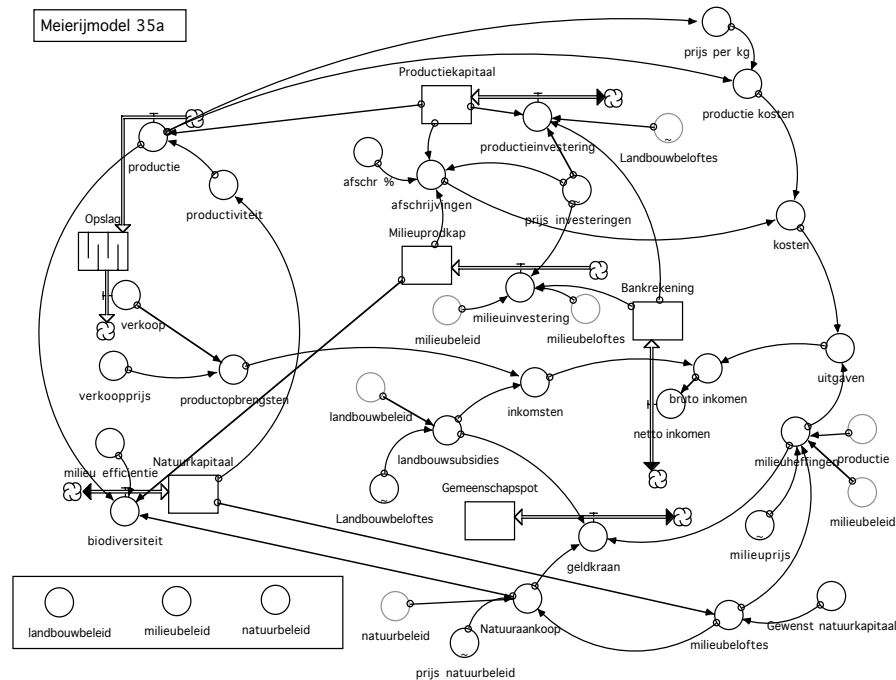 Meierijmodel 35a
prijs per kg
Productiekapitaal
productie kosten
productieinvestering
Landbouwbeloftes
productie
afschr %
afschrijvingen
productiviteit
prijs investeringen
Opslag
Milieuprodkap
kosten
Bankrekening
verkoop
milieubeleid
milieuinvestering
milieubeloftes
verkoopprijs
productopbrengsten
inkomsten
bruto inkomen
uitgaven
landbouwbeleid
netto inkomen
milieu efficientie
Natuurkapitaal
landbouwsubsidies
milieuheffingen
productie
Gemeenschapspot
Landbouwbeloftes
milieubeleid
biodiversiteit
milieuprijs
geldkraan
landbouwbeleid
milieubeleid
natuurbeleid
natuurbeleid
Natuuraankoop
milieubeloftes
Gewenst natuurkapitaal
prijs natuurbeleid